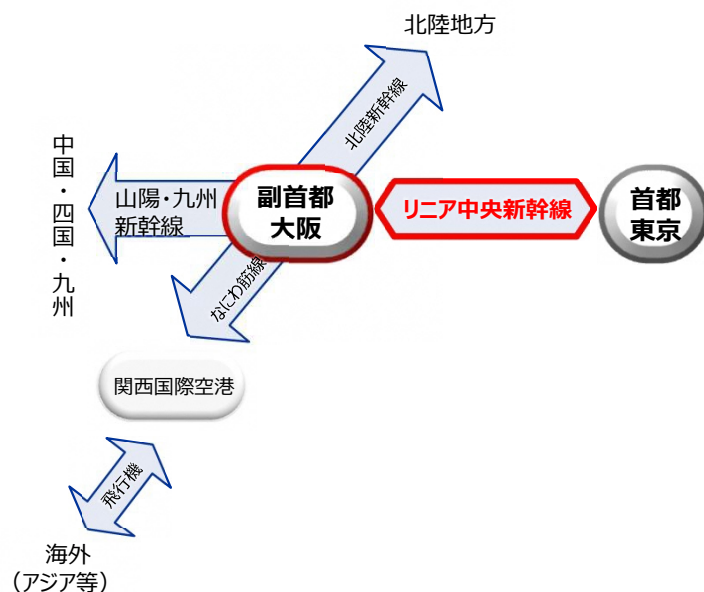 北陸地方
北陸新幹線
中国・四国・九州
山陽・九州
新幹線
副首都
大阪
リニア中央新幹線
首都
東京
なにわ筋線
関西国際空港
飛行機
海外
（アジア等）